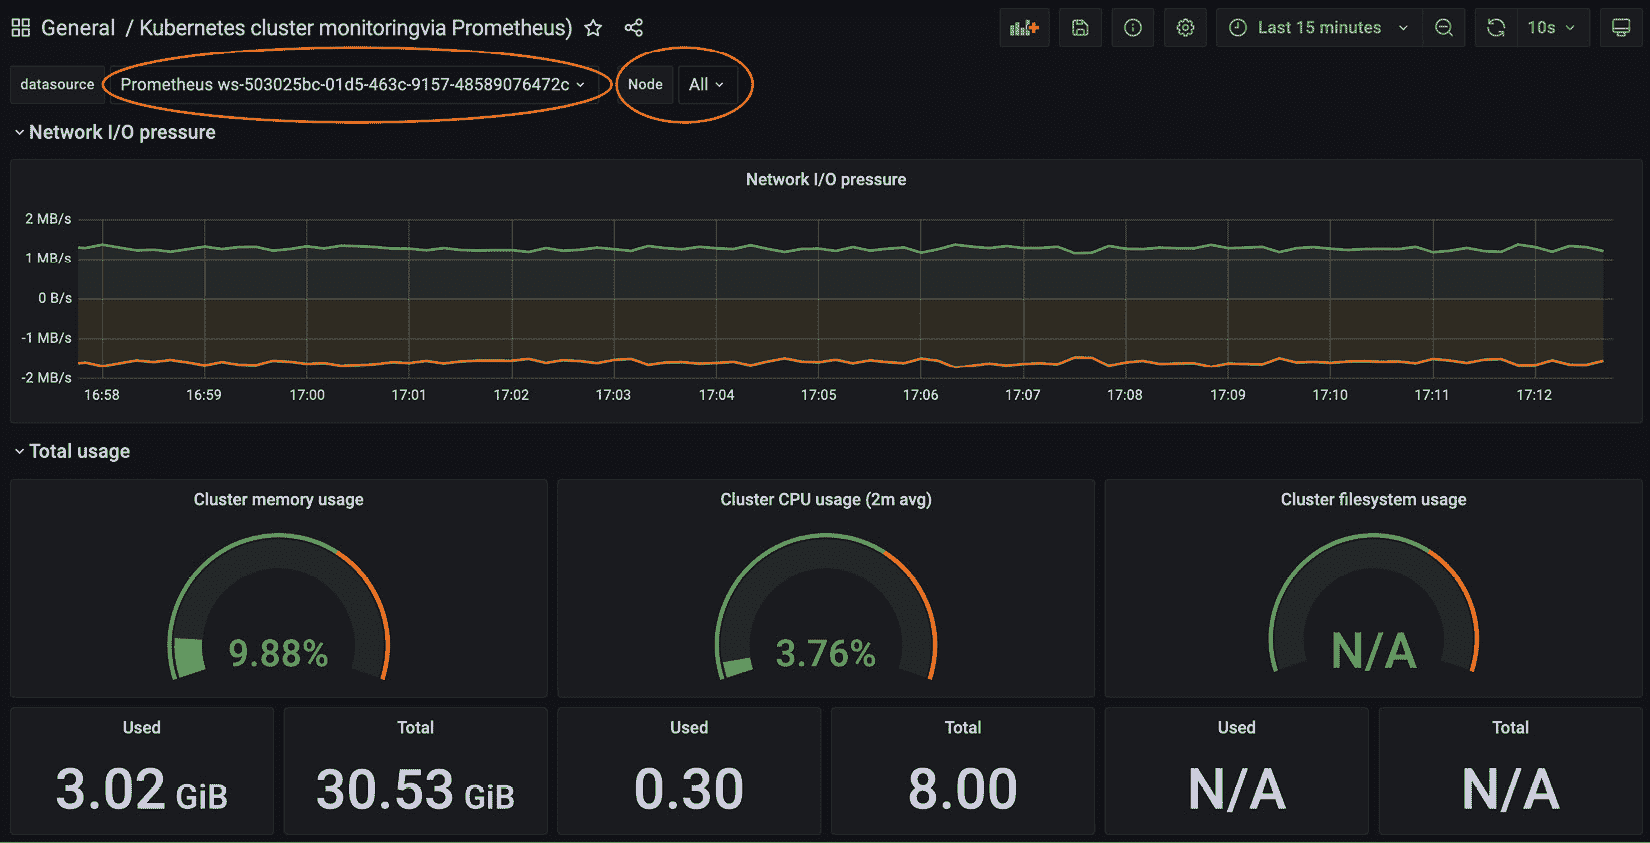 General / Kubernetes cluster monitoringvia Prometheus)
Last 15 minutes
10s
datasource Prometheus ws-503025bc-01d5-463c-9157-48589076472c Node All
Network I/O pressure
Network I/O pressure
2 MB/s
1 MB/s
0 B/s
-1 MB/s
-2 MB/s
16:58 16:59 17:00 17:01 17:02 17:03 17:04 17:05 17:06 17:07 17:08 17:09 17:10 17:11 17:12
Total usage
Cluster memory usage
9.88%
Cluster CPU usage (2m avg)
3.76%
Cluster filesystem usage
N/A
Used
3.02 GiB
Total
30.53 GiB
Used
0.30
Total
8.00
Used
N/A
Total
N/A